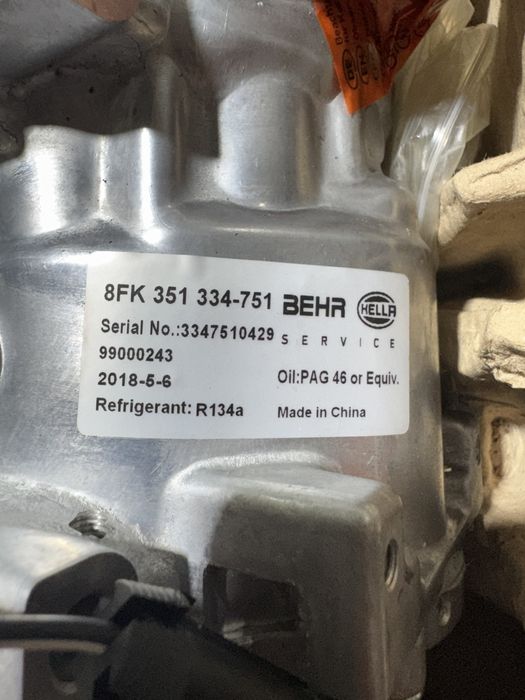 8FK 351 334-751 BEHR HELLA
Serial No.:3347510429 SERVICE
99000243
2018-5-6 Oil:PAG 46 or Equiv.
Refrigerant: R134a Made in China